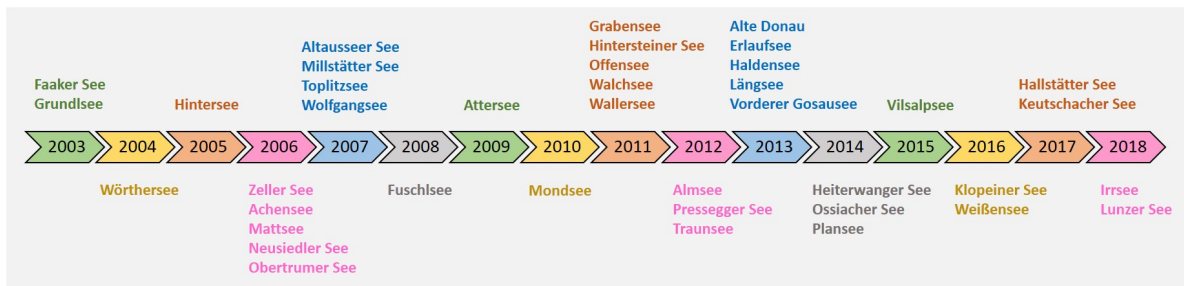 Faaker See
Grundlsee
Hintersee
Altausseer See
Millstätter See
Toplitzsee
Wolfgangsee
Attersee
Grabensee
Hintersteiner See
Offensee
Walchsee
Wallersee
Alte Donau
Erlaufsee
Haldensee
Längsee
Vorderer Gosausee
Vilsalpsee
Hallstätter See
Keutschacher See
2003 2004 2005 2006 2007 2008 2009 2010 2011 2012 2013 2014 2015 2016 2017 2018
Wörthersee
Zeller See
Achensee
Mattsee
Neusiedler See
Obertrumer See
Fuschlsee
Mondsee
Almsee
Pressegger See
Traunsee
Heiterwanger See
Ossiacher See
Plansee
Klopeiner See
Weißensee
Irrsee
Lunzer See